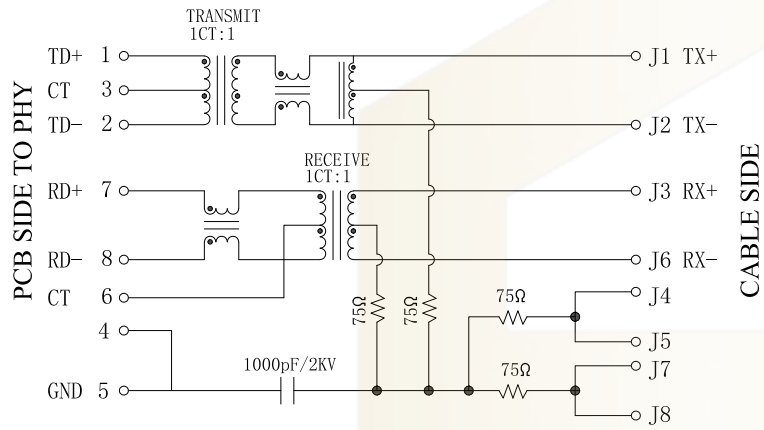 TRANSMIT
1CT:1
TD+ 1
J1 TX+
CT 3
TD- 2
J2 TX-
PCB SIDE TO PHY
CABLE SIDE
RECEIVE
1CT:1
RD+ 7
J3 RX+
RD- 8
J6 RX-
CT 6
75Ω
75Ω
75Ω
J4
4
J5
1000pF/2KV
75Ω
J7
GND 5
J8